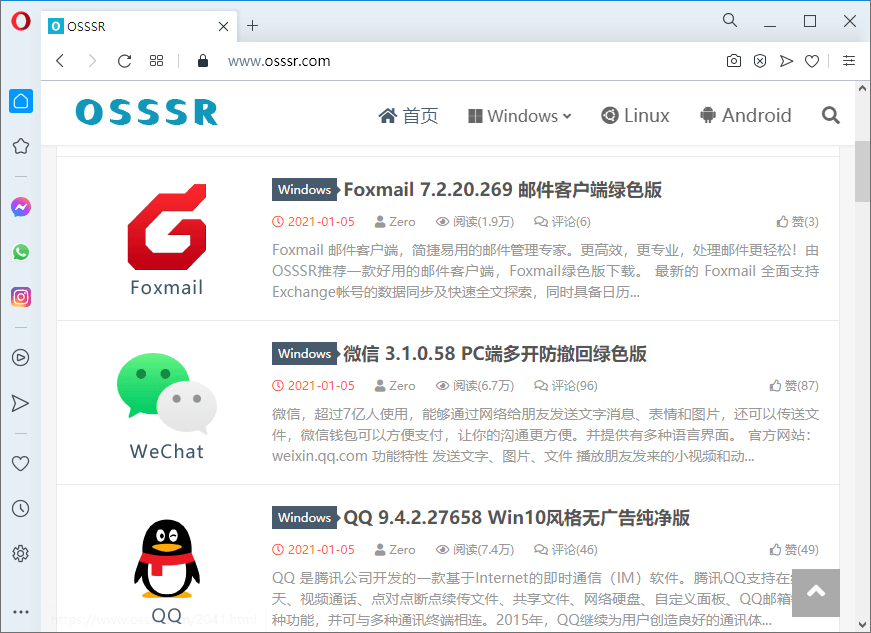 OSSSR
www.osssr.com
OSSSR
首页
Windows
Linux
Android
Windows
Foxmail 7.2.20.269 邮件客户端绿色版
2021-01-05 Zero 阅读(1.9万) 评论(6) 赞(3)
Foxmail 邮件客户端，简捷易用的邮件管理专家。更高效，更专业，处理邮件更轻松！由
OSSSR推荐一款好用的邮件客户端，Foxmail绿色版下载。 最新的 Foxmail 全面支持
Exchange帐号的数据同步及快速全文探索，同时具备日历...
Foxmail
Windows
微信 3.1.0.58 PC端多开防撤回绿色版
2021-01-05 Zero 阅读(6.7万) 评论(96) 赞(87)
微信，超过7亿人使用，能够通过网络给朋友发送文字消息、表情和图片，还可以传送文
件，微信钱包可以方便支付，让你的沟通更方便。并提供有多种语言界面。 官方网站：
weixin.qq.com 功能特性 发送文字、图片、文件 播放朋友发来的小视频和动...
WeChat
Windows
QQ 9.4.2.27658 Win10风格无广告纯净版
2021-01-05 Zero 阅读(7.4万) 评论(46) 赞(49)
QQ 是腾讯公司开发的一款基于Internet的即时通信（IM）软件。腾讯QQ支持在
天、视频通话、点对点断点续传文件、共享文件、网络硬盘、自定义面板、QQ邮箱
种功能，并可与多种通讯终端相连。2015年，QQ继续为用户创造良好的通讯体...
QQ
https://www.osssr.com/2041.html